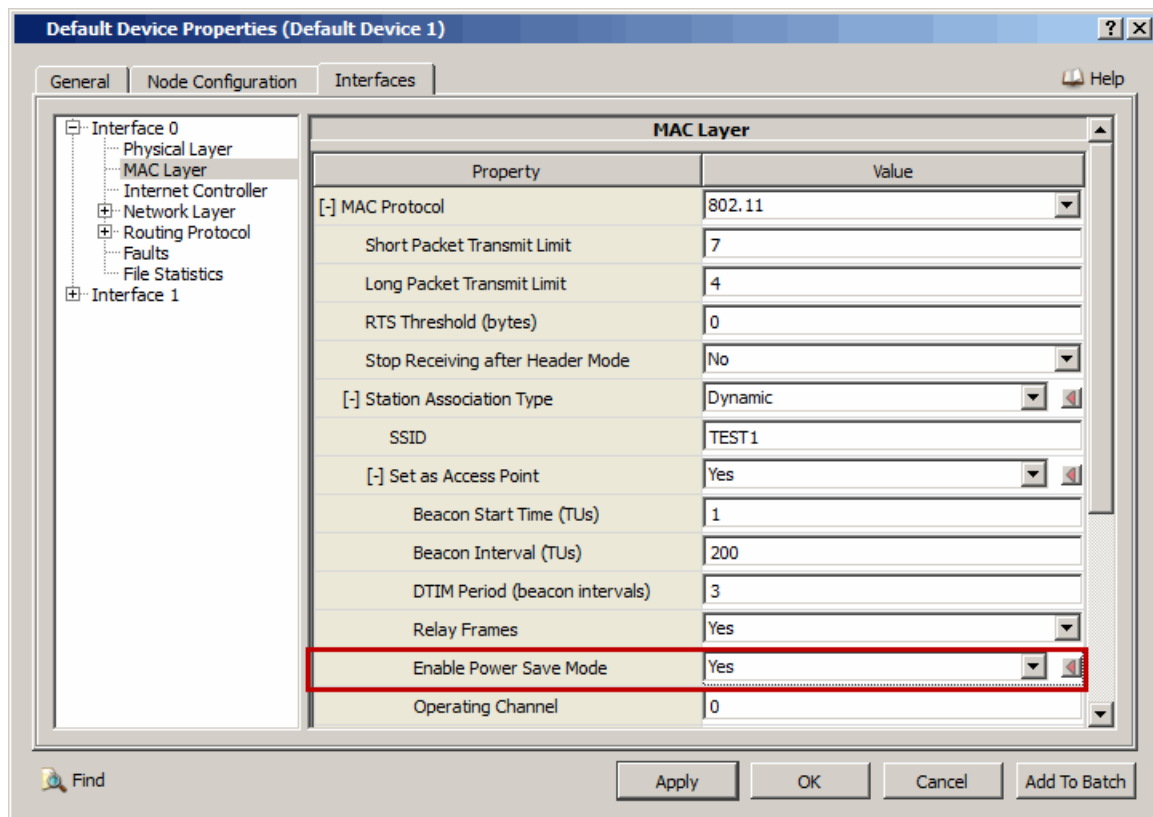 Default Device Properties (Default Device 1)
General Node Configuration Interfaces Help
Interface 0
Physical Layer
MAC Layer
Internet Controller
Network Layer
Routing Protocol
Faults
File Statistics
Interface 1
MAC Layer
Property Value
[-] MAC Protocol 802.11
Short Packet Transmit Limit 7
Long Packet Transmit Limit 4
RTS Threshold (bytes) 0
Stop Receiving after Header Mode No
[-] Station Association Type Dynamic
SSID TEST1
[-] Set as Access Point Yes
Beacon Start Time (TUs) 1
Beacon Interval (TUs) 200
DTIM Period (beacon intervals) 3
Relay Frames Yes
Enable Power Save Mode Yes
Operating Channel 0
Find Apply OK Cancel Add To Batch